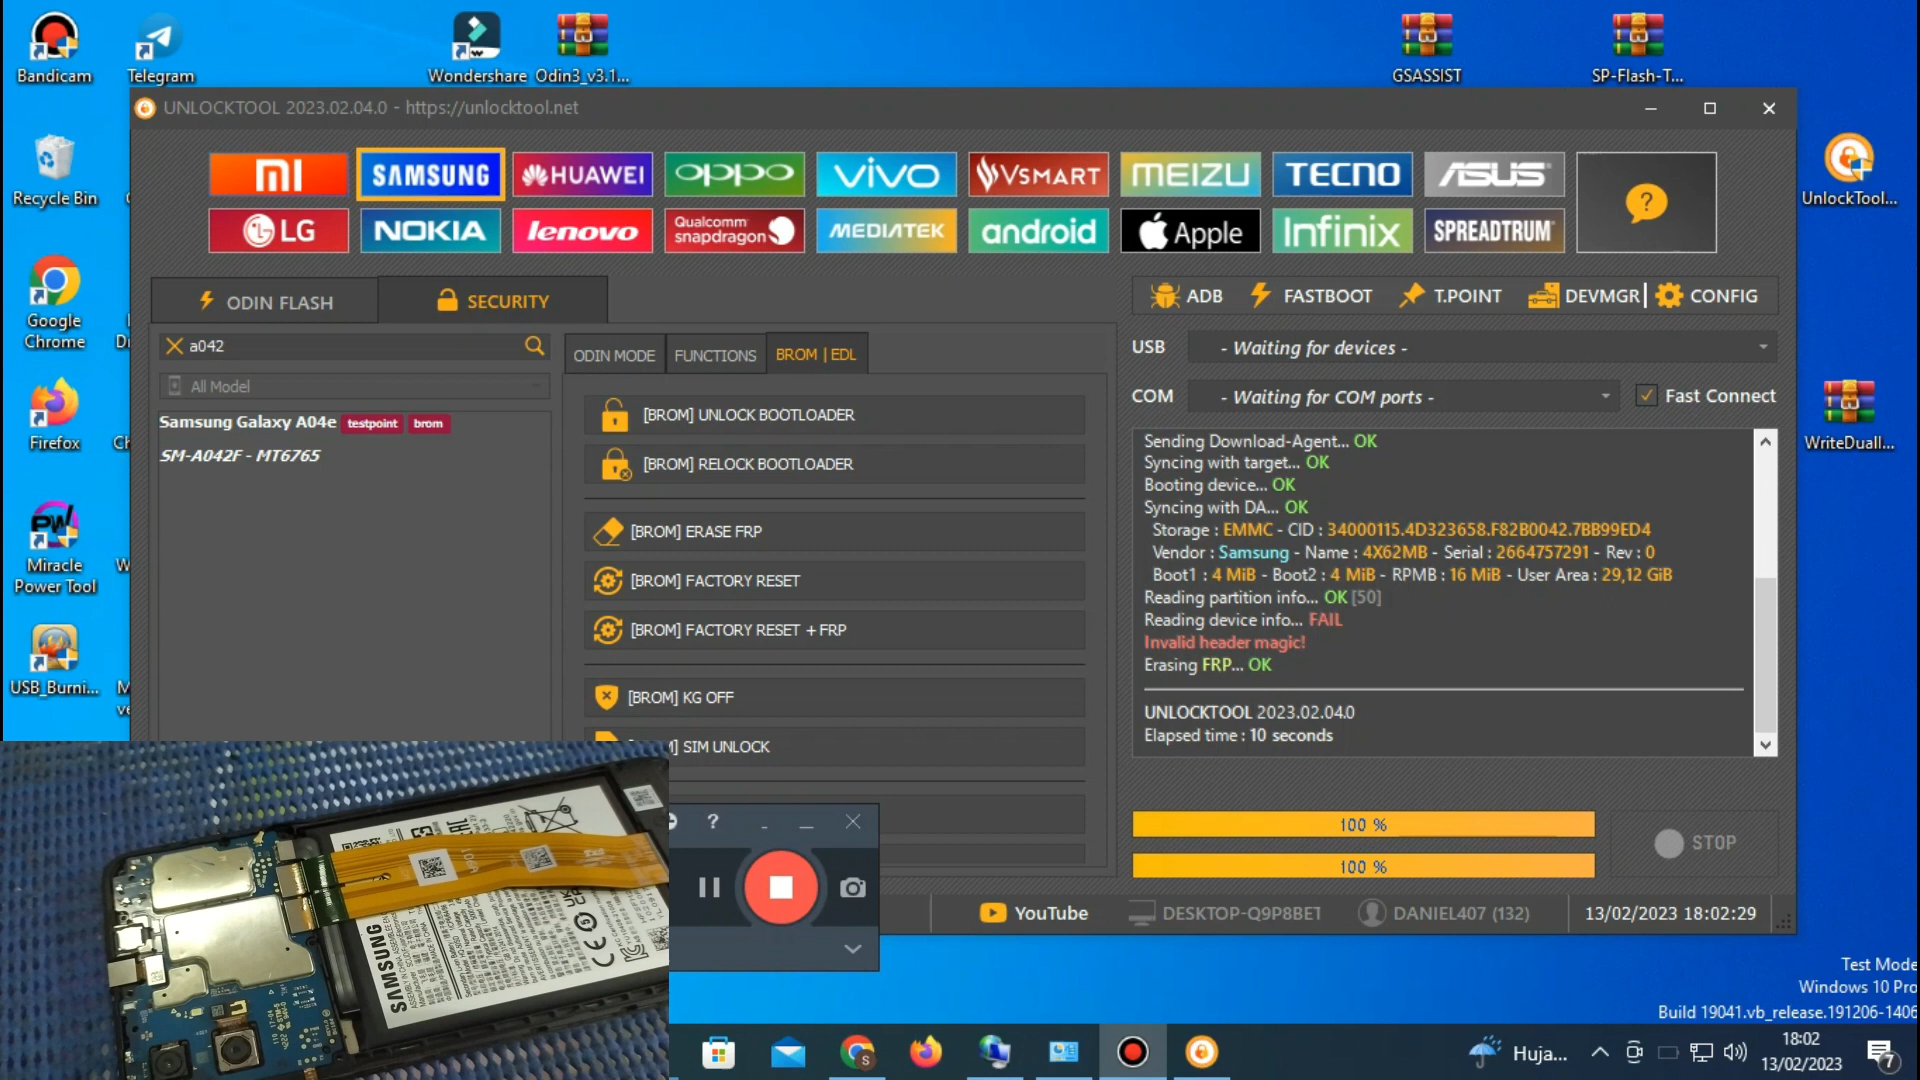 Bandicam
Telegram
Wondershare
Odin3_v3.1...
GSASSIST
SP-Flash-T...
UNLOCKTOOL 2023.02.04.0 - https://unlocktool.net
mi
SAMSUNG
HUAWEI
oppo
vivo
VSMART
MEIZU
TECNO
ASUS
?
Recycle Bin
UnlockTool...
LG
NOKIA
lenovo
Qualcomm
snapdragon
MEDIATEK
android
Apple
Infinix
SPREADTRUM
ODIN FLASH
SECURITY
ADB
FASTBOOT
T.POINT
DEVMGR
CONFIG
Google
Chrome
a042
ODIN MODE
FUNCTIONS
BROM | EDL
USB
- Waiting for devices -
All Model
COM
- Waiting for COM ports -
Fast Connect
Samsung Galaxy A04e testpoint brom
SM-A042F - MT6765
Firefox
WriteDuall...
[BROM] UNLOCK BOOTLOADER
[BROM] RELOCK BOOTLOADER
[BROM] ERASE FRP
[BROM] FACTORY RESET
[BROM] FACTORY RESET + FRP
[BROM] KG OFF
] SIM UNLOCK
Sending Download-Agent... OK
Syncing with target... OK
Booting device... OK
Syncing with DA... OK
Storage : EMMC - CID : 34000115.4D323658.F82B0042.7BB99ED4
Vendor : Samsung - Name : 4X62MB - Serial : 2664757291 - Rev : 0
Boot1 : 4 MiB - Boot2 : 4 MiB - RPMB : 16 MiB - User Area : 29,12 GiB
Reading partition info... OK [50]
Reading device info... FAIL
Invalid header magic!
Erasing FRP... OK
UNLOCKTOOL 2023.02.04.0
Elapsed time : 10 seconds
PW
Miracle
Power Tool
USB_Burni...
100 %
100 %
STOP
?
SAMSUNG
YouTube
DESKTOP-Q9P8BET
DANIEL407 (132)
13/02/2023 18:02:29
Test Mode
Windows 10 Pro
Build 19041.vb_release.191206-1406
S
Huja...
18:02
13/02/2023
7